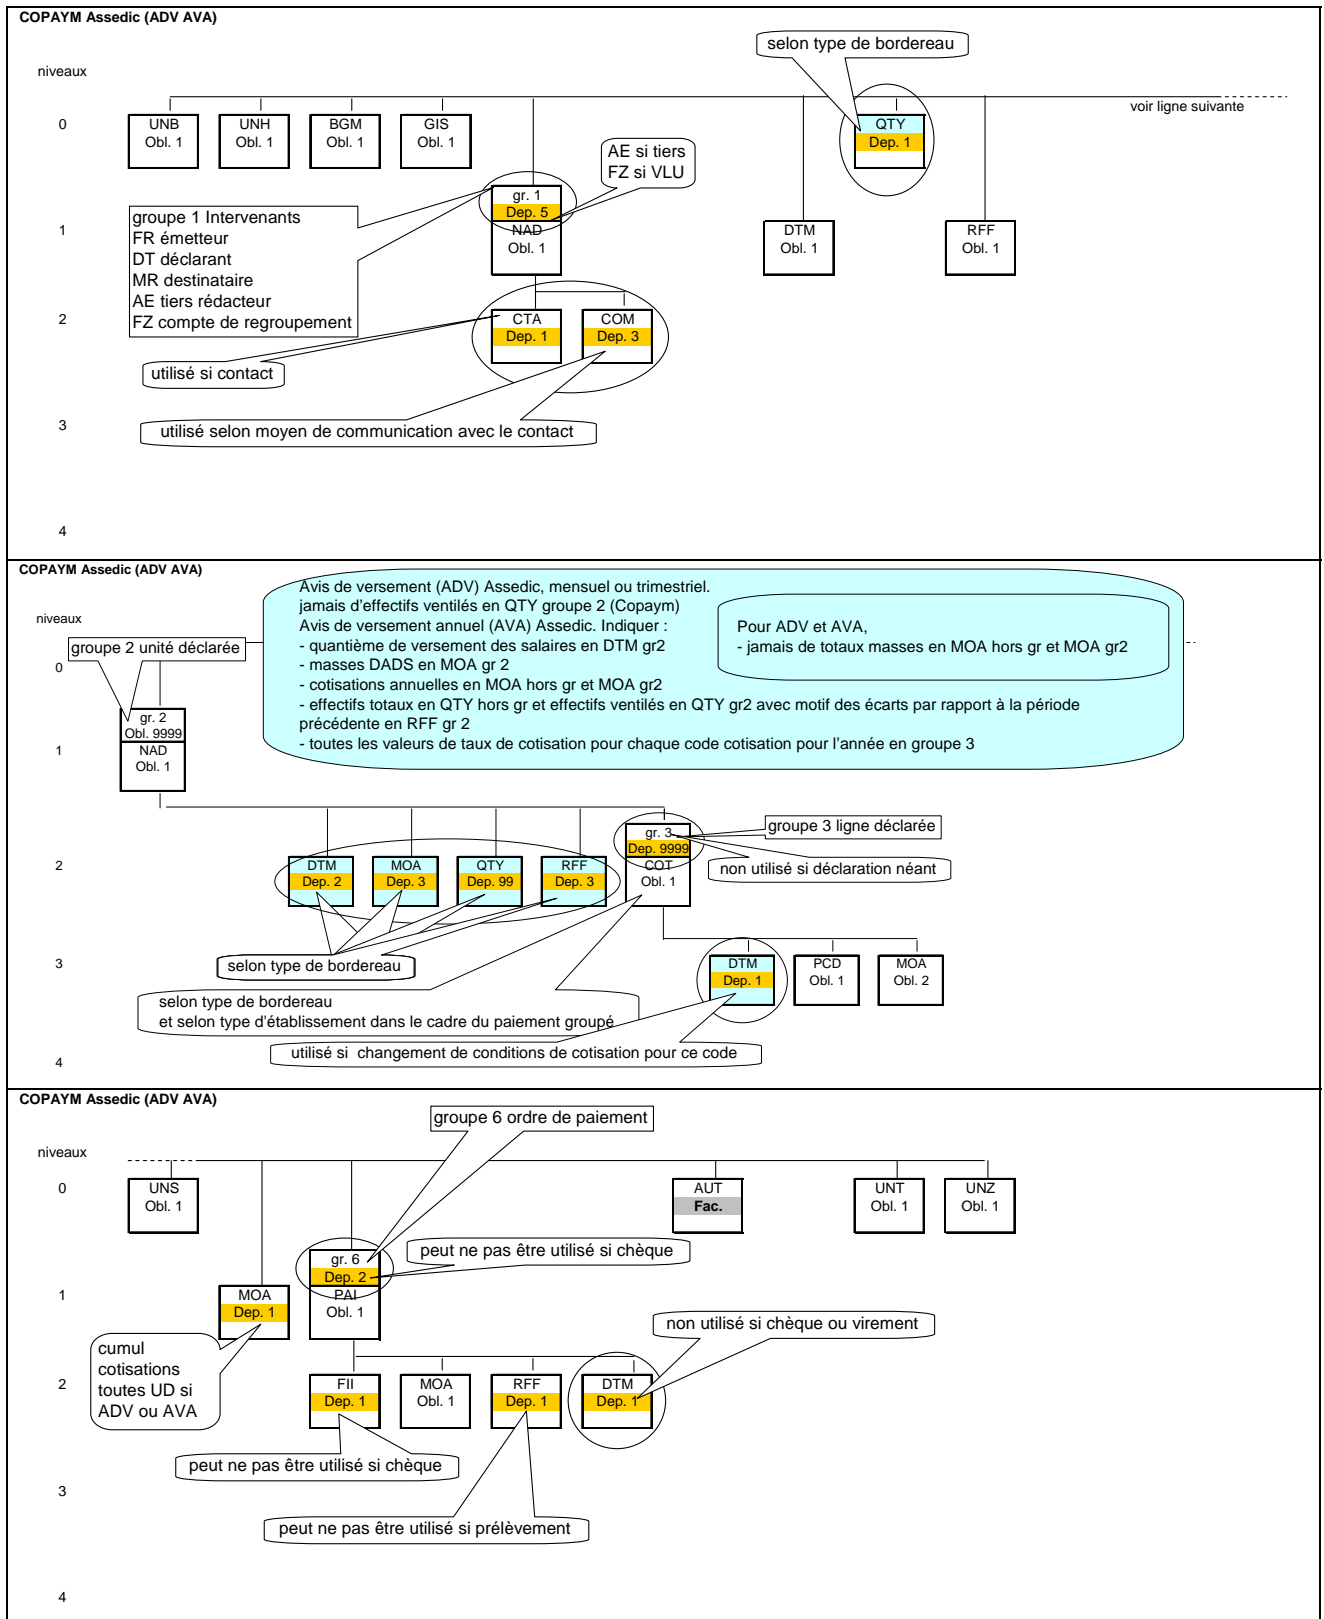 COPAYM Assedic (ADV AVA)
selon type de bordereau
niveaux
voir ligne suivante
0
UNB
Obl. 1
UNH
Obl. 1
BGM
Obl. 1
GIS
Obl. 1
QTY
Dep. 1
AE si tiers
FZ si VLU
gr. 1
Dep. 5
NAD
Obl. 1
groupe 1 Intervenants
FR émetteur
DT déclarant
MR destinataire
AE tiers rédacteur
FZ compte de regroupement
1
DTM
Obl. 1
RFF
Obl. 1
2
CTA
Dep. 1
COM
Dep. 3
utilisé si contact
3
utilisé selon moyen de communication avec le contact
4
COPAYM Assedic (ADV AVA)
Avis de versement (ADV) Assedic, mensuel ou trimestriel.
jamais d'effectifs ventilés en QTY groupe 2 (Copaym)
Avis de versement annuel (AVA) Assedic. Indiquer :
- quantième de versement des salaires en DTM gr2
- masses DADS en MOA gr 2
- cotisations annuelles en MOA hors gr et MOA gr2
- effectifs totaux en QTY hors gr et effectifs ventilés en QTY gr2 avec motif des écarts par rapport à la période
précédente en RFF gr 2
- toutes les valeurs de taux de cotisation pour chaque code cotisation pour l'année en groupe 3
Pour ADV et AVA,
- jamais de totaux masses en MOA hors gr et MOA gr2
niveaux
groupe 2 unité déclarée
0
gr. 2
Obl. 9999
NAD
Obl. 1
1
gr. 3
Dep. 9999
COT
Obl. 1
groupe 3 ligne déclarée
non utilisé si déclaration néant
2
DTM
Dep. 2
MOA
Dep. 3
QTY
Dep. 99
RFF
Dep. 3
3
selon type de bordereau
DTM
Dep. 1
PCD
Obl. 1
MOA
Obl. 2
selon type de bordereau
et selon type d'établissement dans le cadre du paiement groupé
utilisé si  changement de conditions de cotisation pour ce code
4
COPAYM Assedic (ADV AVA)
groupe 6 ordre de paiement
niveaux
0
UNS
Obl. 1
AUT
Fac.
UNT
Obl. 1
UNZ
Obl. 1
gr. 6
Dep. 2
PAI
Obl. 1
peut ne pas être utilisé si chèque
1
MOA
Dep. 1
non utilisé si chèque ou virement
cumul
cotisations
toutes UD si
ADV ou AVA
2
FII
Dep. 1
MOA
Obl. 1
RFF
Dep. 1
DTM
Dep. 1
peut ne pas être utilisé si chèque
3
peut ne pas être utilisé si prélèvement
4